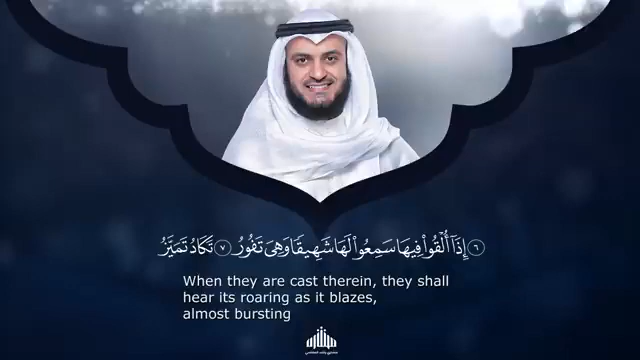 ۝٦ إِذَآ أُلْقُوا۟ فِيهَا سَمِعُوا۟ لَهَا شَهِيقًا وَهِىَ تَفُورُ ۝٧ تَكَادُ تَمَيَّزُ
When they are cast therein, they shall
hear its roaring as it blazes,
almost bursting